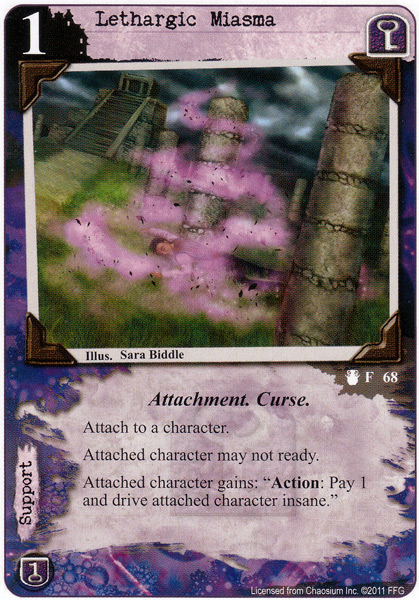 1
Lethargic Miasma
Illus. Sara Biddle
F 68
Attachment. Curse.
Attach to a character.
Attached character may not ready.
Attached character gains: “Action: Pay 1
and drive attached character insane.”
Support
1
Licensed from Chaosium Inc. ©2011 FFG